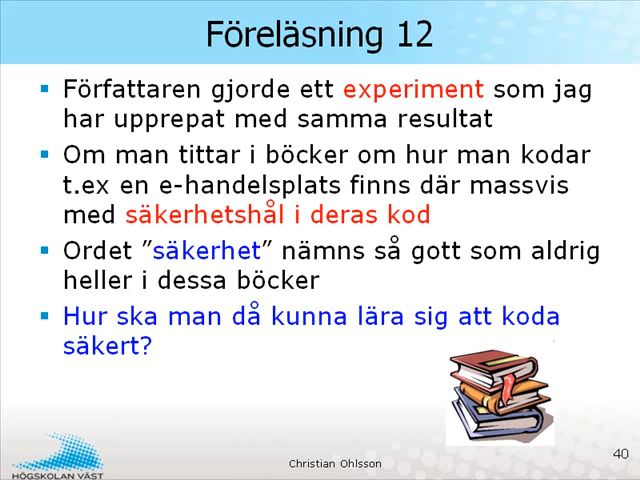 Föreläsning 12
Författaren gjorde ett experiment som jag
har upprepat med samma resultat
Om man tittar i böcker om hur man kodar
t.ex en e-handelsplats finns där massvis
med säkerhetshål i deras kod
Ordet ”säkerhet” nämns så gott som aldrig
heller i dessa böcker
Hur ska man då kunna lära sig att koda
säkert?
HÖGSKOLAN VÄST
Christian Ohlsson
40